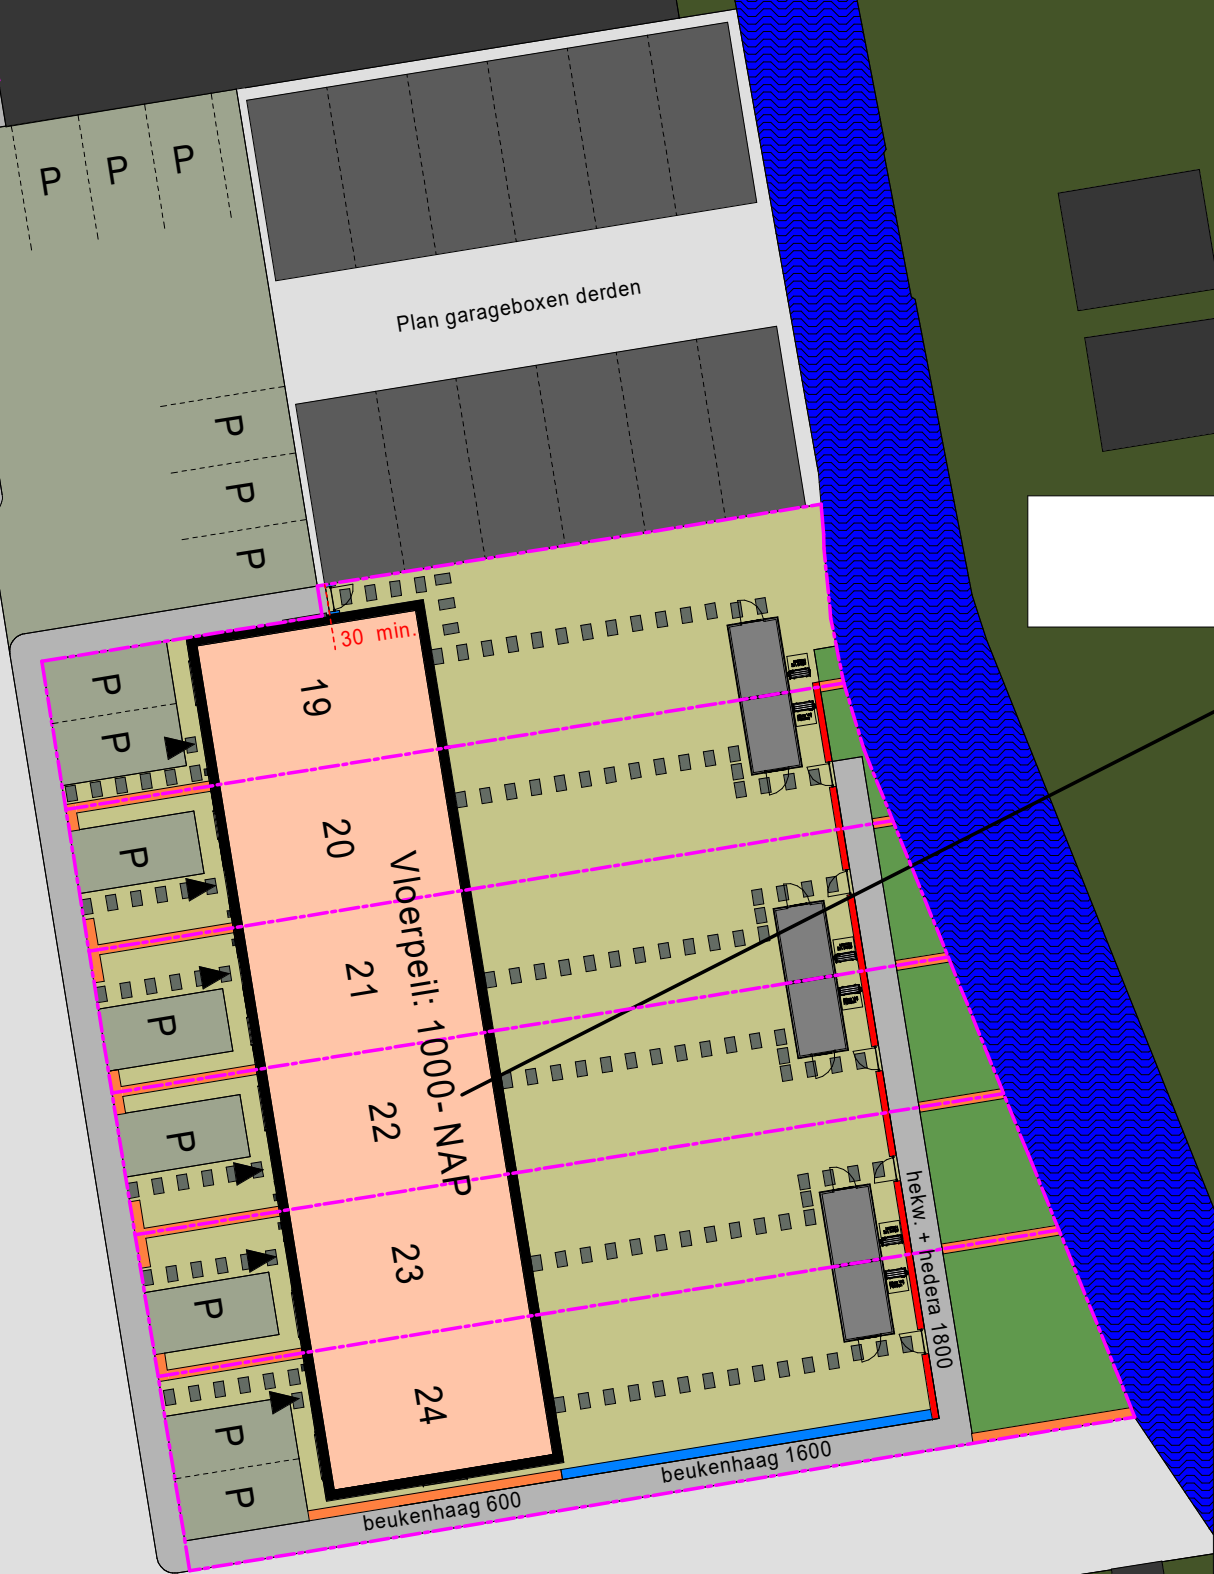 P
P
P
Plan garageboxen derden
P
P
P
30 min.
19
P
P
20
P
Vloerpeil: 1000- NAP
21
P
22
P
23
P
24
P
P
hekw. + hedera 1800
beukenhaag 1600
beukenhaag 600